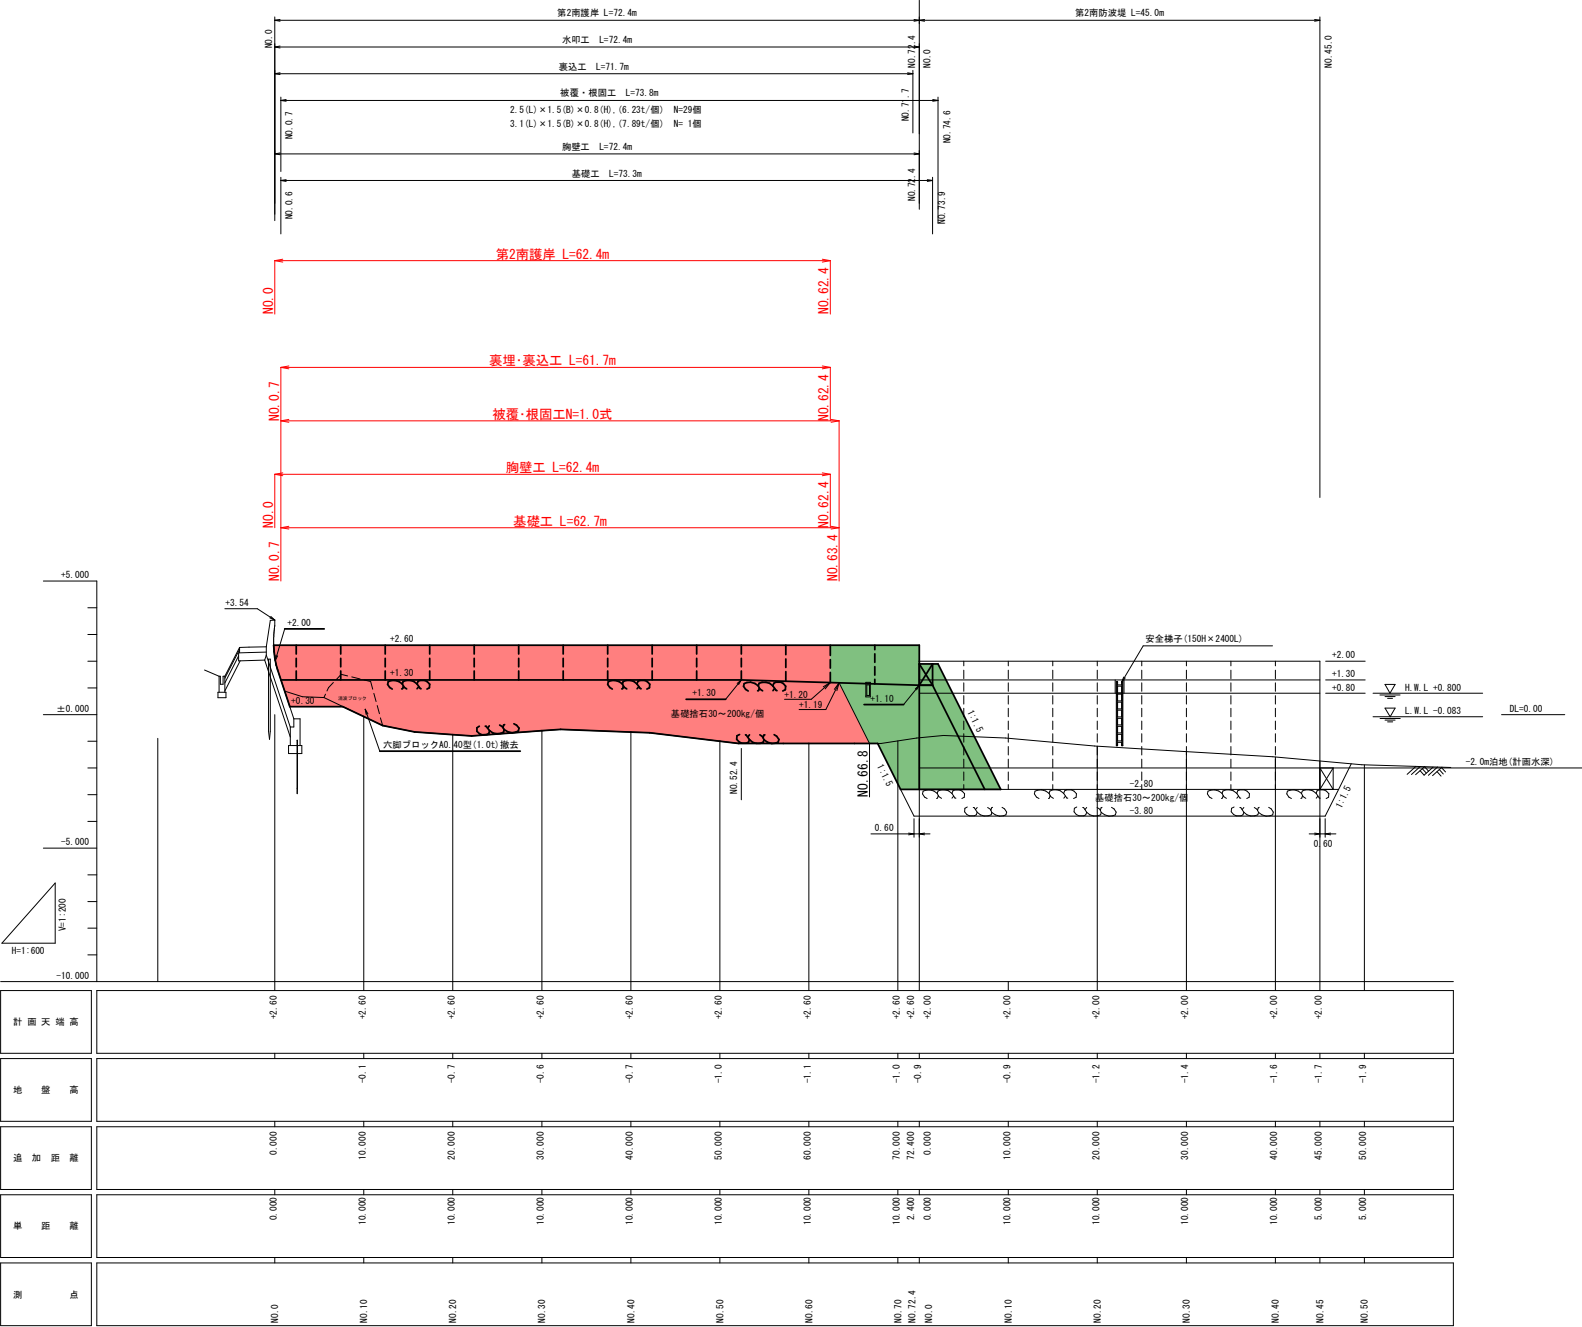 第2南護岸 L=72.4m
第2南防波堤 L=45.0m
NO.0
水叩工 L=72.4m
NO.72.4
NO.0
NO.45.0
裏込工 L=71.7m
被覆・根固工 L=73.8m
2.5(L)×1.5(B)×0.8(H),(6.23t/個) N=29個
3.1(L)×1.5(B)×0.8(H),(7.89t/個) N= 1個
NO.0.7
NO.71.7
NO.74.6
胸壁工 L=72.4m
基礎工 L=73.3m
NO.0.6
NO.72.4
NO.73.9
第2南護岸 L=62.4m
NO.0
NO.62.4
裏埋・裏込工 L=61.7m
NO.0.7
NO.62.4
被覆・根固工N=1.0式
胸壁工 L=62.4m
NO.0
NO.62.4
基礎工 L=62.7m
NO.0.7
NO.63.4
+5.000
±0.000
-5.000
-10.000
+3.54
+2.00
+2.60
+1.30
+0.30
消波ブロック
六脚ブロックA0.40型(1.0t)撤去
+1.30
+1.20
+1.19
+1.10
基礎捨石30～200kg/個
NO.52.4
NO.66.8
1:1.5
1:1.5
安全梯子(150H×2400L)
+2.00
+1.30
+0.80
H.W.L +0.800
L.W.L -0.083
DL=0.00
-2.0m泊地(計画水深)
-2.80
基礎捨石30～200kg/個
-3.80
1:1.5
0.60
0.60
V=1:200
H=1:600
計画天端高
+2.60 +2.60 +2.60 +2.60 +2.60 +2.60 +2.60 +2.60 +2.60 +2.00 +2.00 +2.00 +2.00 +2.00 +2.00
地盤高
-0.1 -0.7 -0.6 -0.7 -1.0 -1.1 -1.0 -0.9 -0.9 -1.2 -1.4 -1.6 -1.7 -1.9
追加距離
0.000 10.000 20.000 30.000 40.000 50.000 60.000 70.000 72.400 0.000 10.000 20.000 30.000 40.000 45.000 50.000
単距離
0.000 10.000 10.000 10.000 10.000 10.000 10.000 10.000 2.400 0.000 10.000 10.000 10.000 10.000 5.000 5.000
測点
NO.0 NO.10 NO.20 NO.30 NO.40 NO.50 NO.60 NO.70 NO.72.4 NO.0 NO.10 NO.20 NO.30 NO.40 NO.45 NO.50